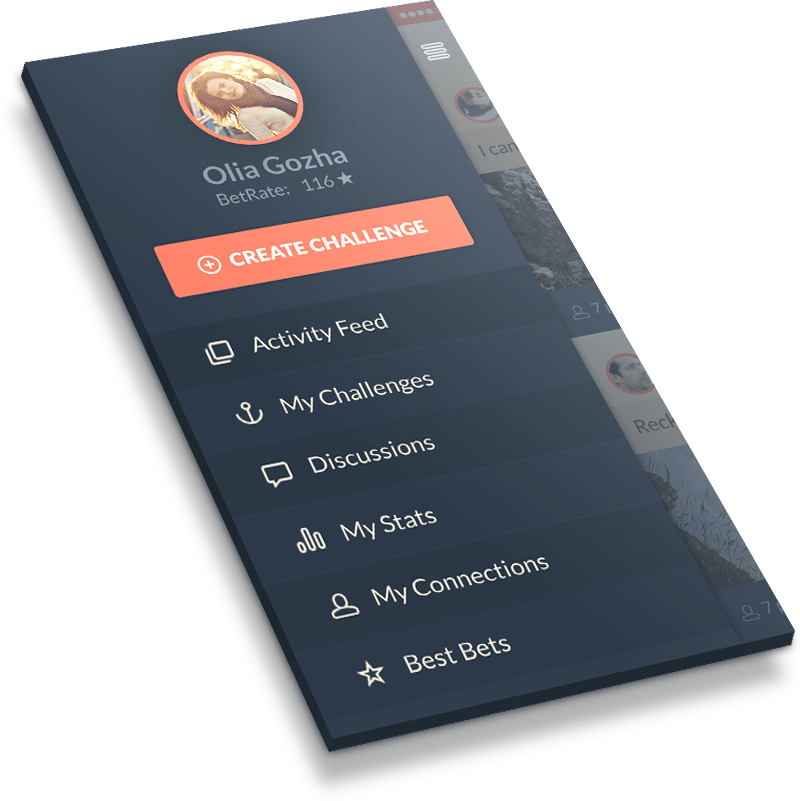 Olia Gozha
BetRate: 116
CREATE CHALLENGE
Activity Feed
My Challenges
Discussions
My Stats
My Connections
Best Bets
I can
7
7